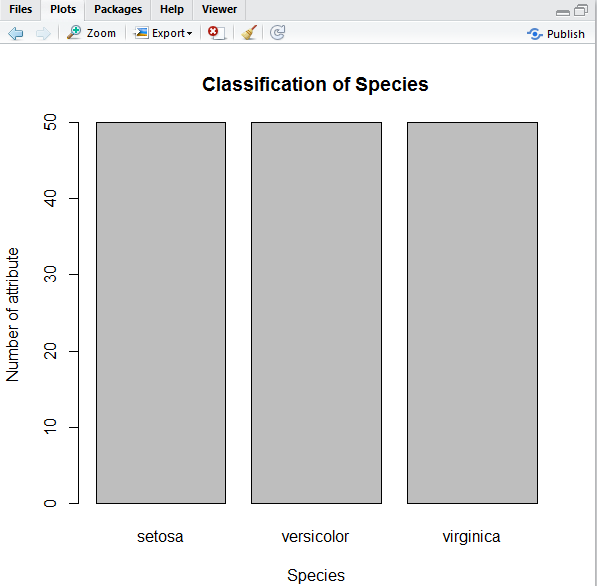 Files Plots Packages Help Viewer
Zoom Export Publish
Classification of Species
Number of attribute
50
40
30
20
10
0
setosa versicolor virginica
Species